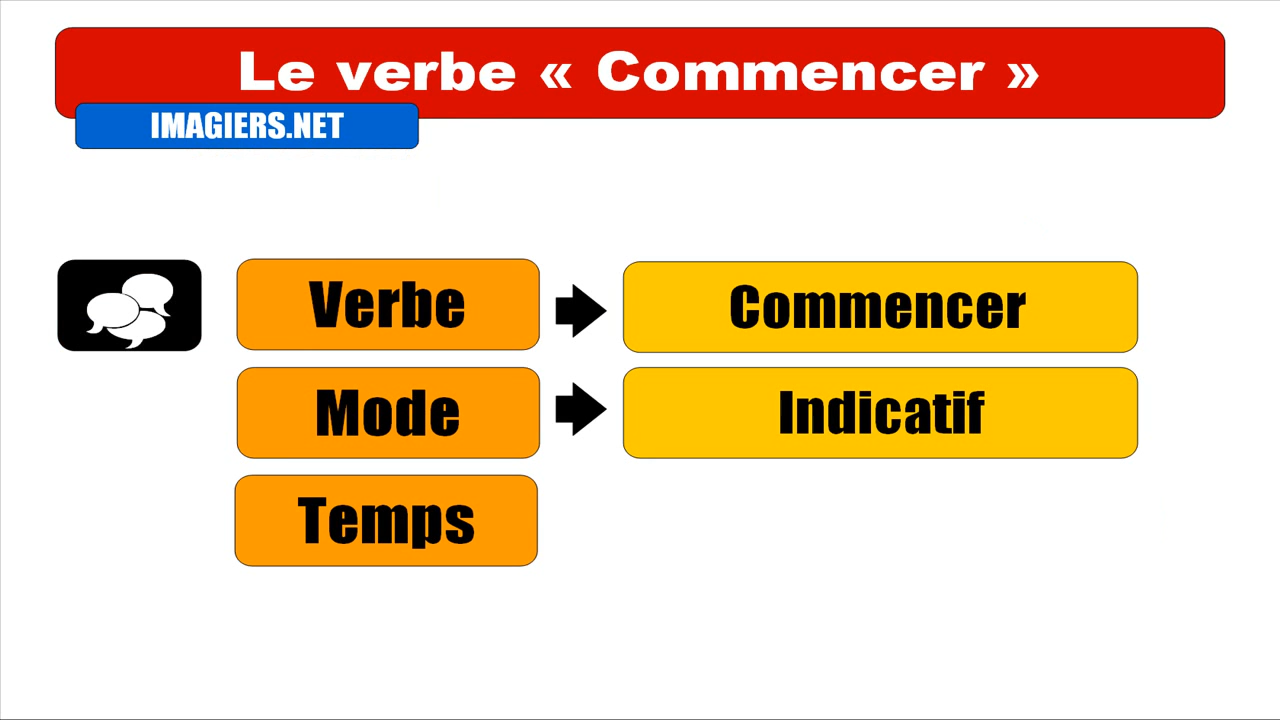 Le verbe « Commencer »
IMAGIERS.NET
Verbe
Commencer
Mode
Indicatif
Temps